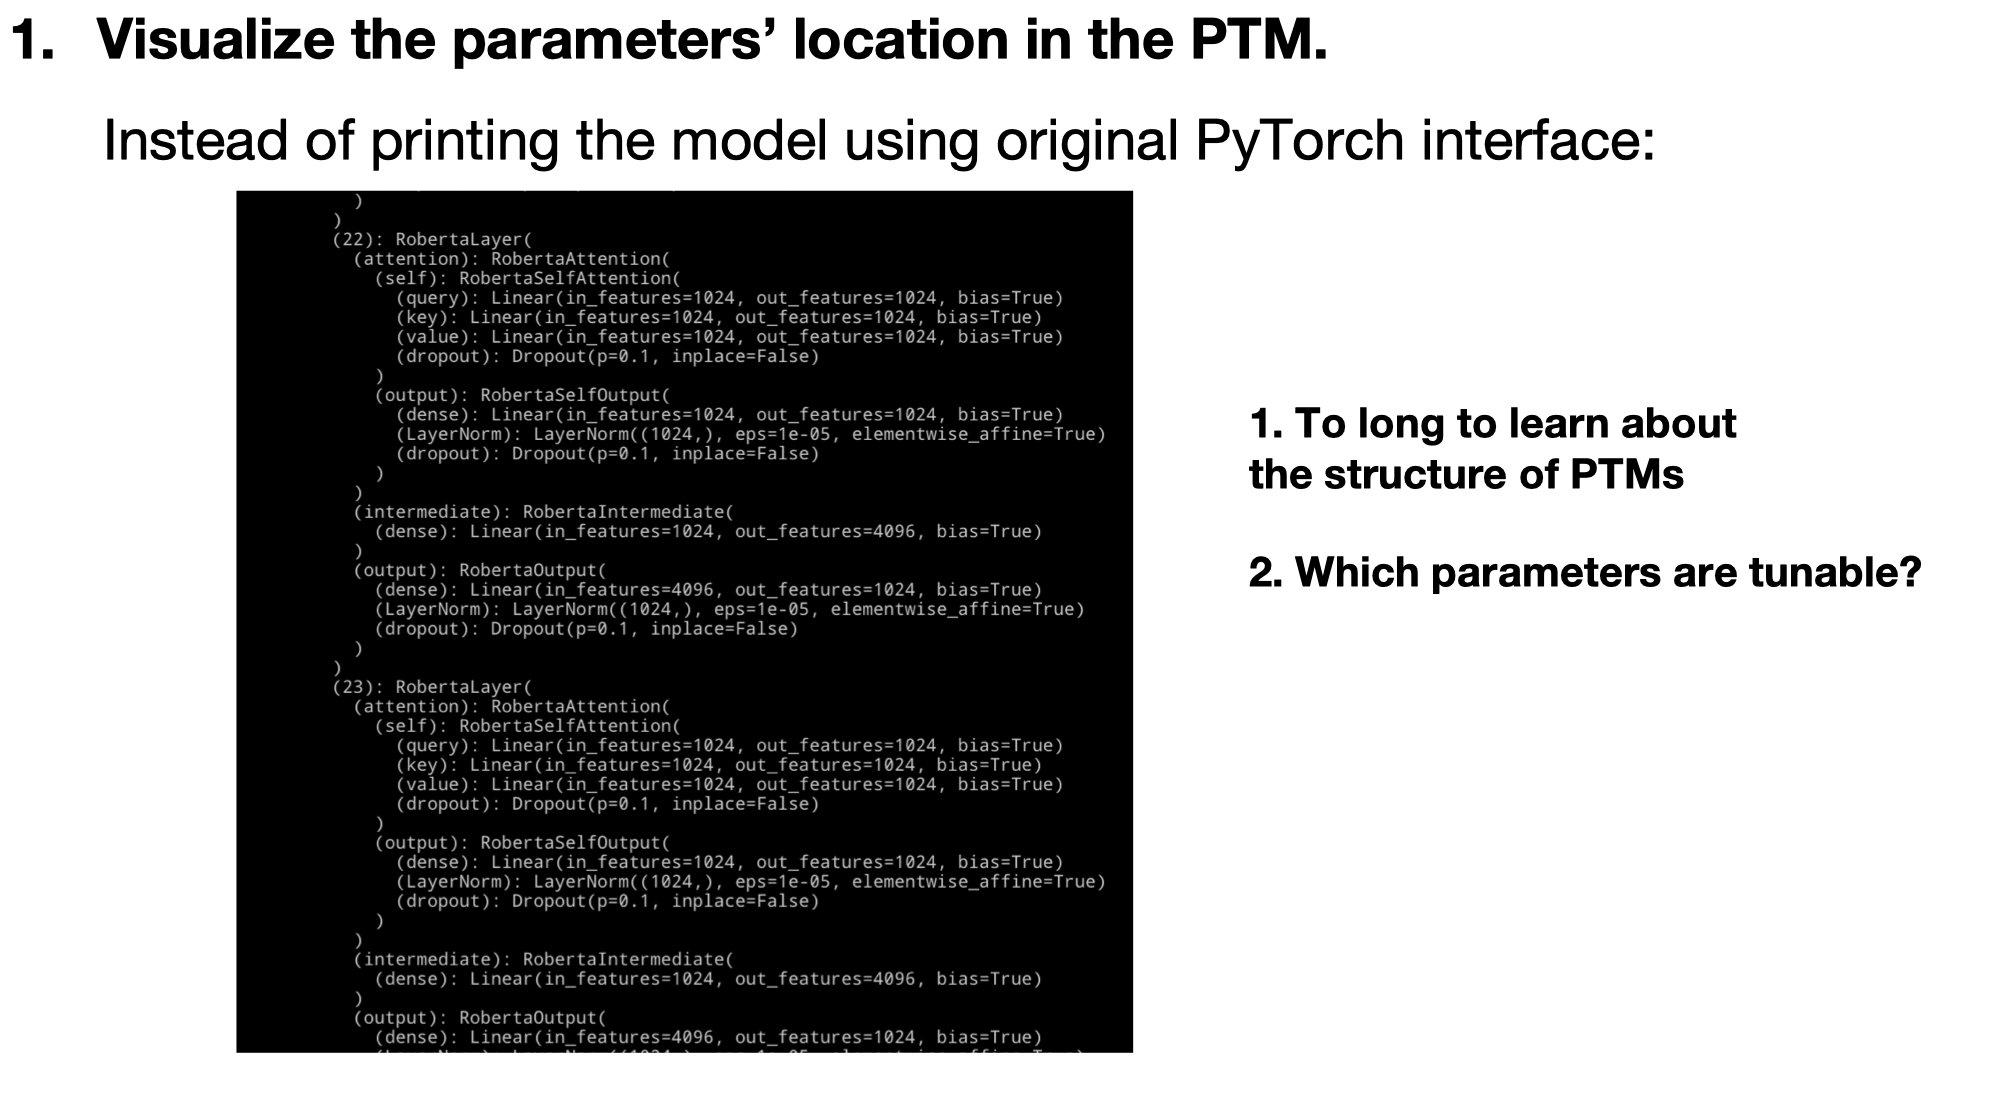 1. Visualize the parameters’ location in the PTM.
Instead of printing the model using original PyTorch interface:
)
)
(22): RobertaLayer(
(attention): RobertaAttention(
(self): RobertaSelfAttention(
(query): Linear(in_features=1024, out_features=1024, bias=True)
(key): Linear(in_features=1024, out_features=1024, bias=True)
(value): Linear(in_features=1024, out_features=1024, bias=True)
(dropout): Dropout(p=0.1, inplace=False)
)
(output): RobertaSelfOutput(
(dense): Linear(in_features=1024, out_features=1024, bias=True)
(LayerNorm): LayerNorm((1024,), eps=1e-05, elementwise_affine=True)
(dropout): Dropout(p=0.1, inplace=False)
)
)
(intermediate): RobertaIntermediate(
(dense): Linear(in_features=1024, out_features=4096, bias=True)
)
(output): RobertaOutput(
(dense): Linear(in_features=4096, out_features=1024, bias=True)
(LayerNorm): LayerNorm((1024,), eps=1e-05, elementwise_affine=True)
(dropout): Dropout(p=0.1, inplace=False)
)
)
(23): RobertaLayer(
(attention): RobertaAttention(
(self): RobertaSelfAttention(
(query): Linear(in_features=1024, out_features=1024, bias=True)
(key): Linear(in_features=1024, out_features=1024, bias=True)
(value): Linear(in_features=1024, out_features=1024, bias=True)
(dropout): Dropout(p=0.1, inplace=False)
)
(output): RobertaSelfOutput(
(dense): Linear(in_features=1024, out_features=1024, bias=True)
(LayerNorm): LayerNorm((1024,), eps=1e-05, elementwise_affine=True)
(dropout): Dropout(p=0.1, inplace=False)
)
)
(intermediate): RobertaIntermediate(
(dense): Linear(in_features=1024, out_features=4096, bias=True)
)
(output): RobertaOutput(
(dense): Linear(in_features=4096, out_features=1024, bias=True)
1. To long to learn about
the structure of PTMs
2. Which parameters are tunable?